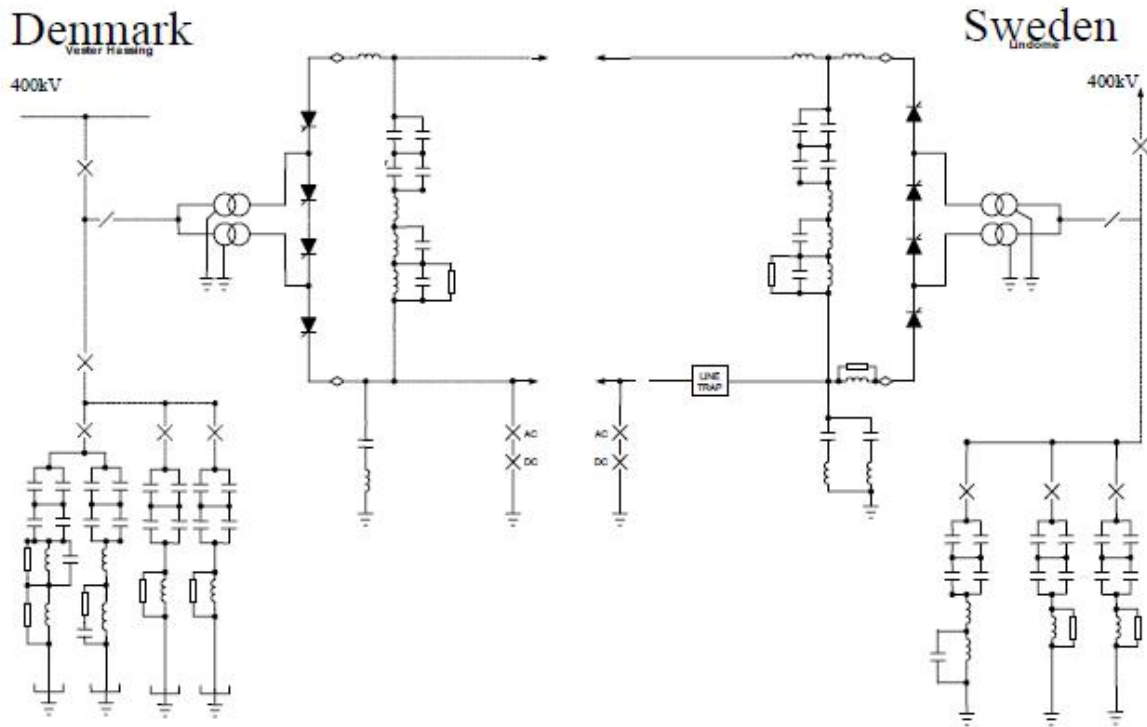 Denmark
Vester Hassing
400kV
Sweden
Lindome
400kV
LINE
TRAP
AC
DC
AC
DC